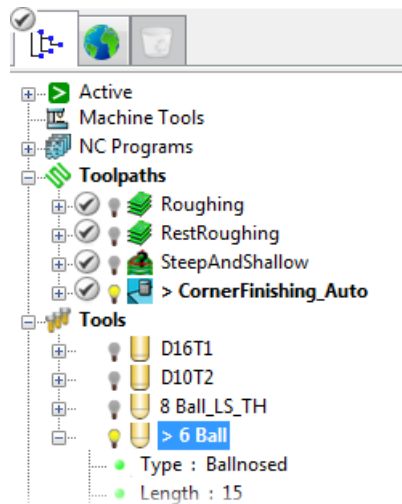 Active
Machine Tools
NC Programs
Toolpaths
Roughing
RestRoughing
SteepAndShallow
> CornerFinishing_Auto
Tools
D16T1
D10T2
8 Ball_LS_TH
> 6 Ball
Type : Ballnosed
Length : 15